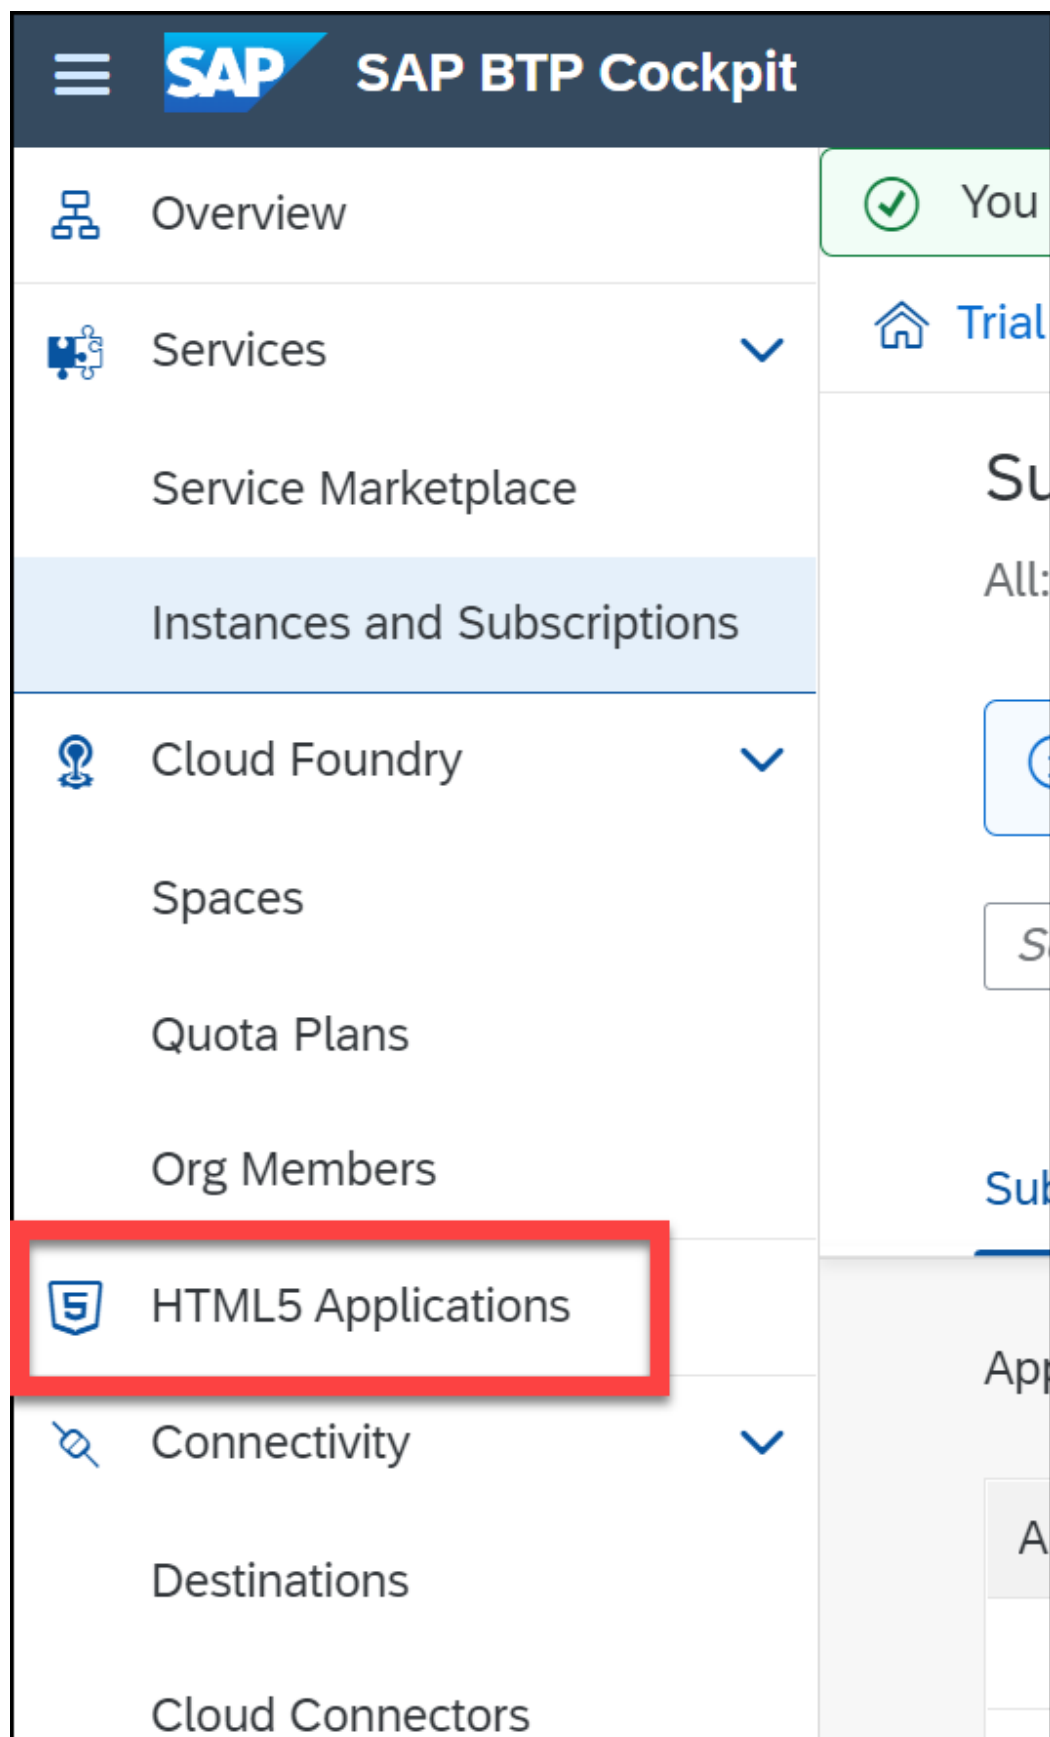 SAP SAP BTP Cockpit
Overview
Services
Service Marketplace
Instances and Subscriptions
Cloud Foundry
Spaces
Quota Plans
Org Members
HTML5 Applications
Connectivity
Destinations
Cloud Connectors
You
Trial
All: